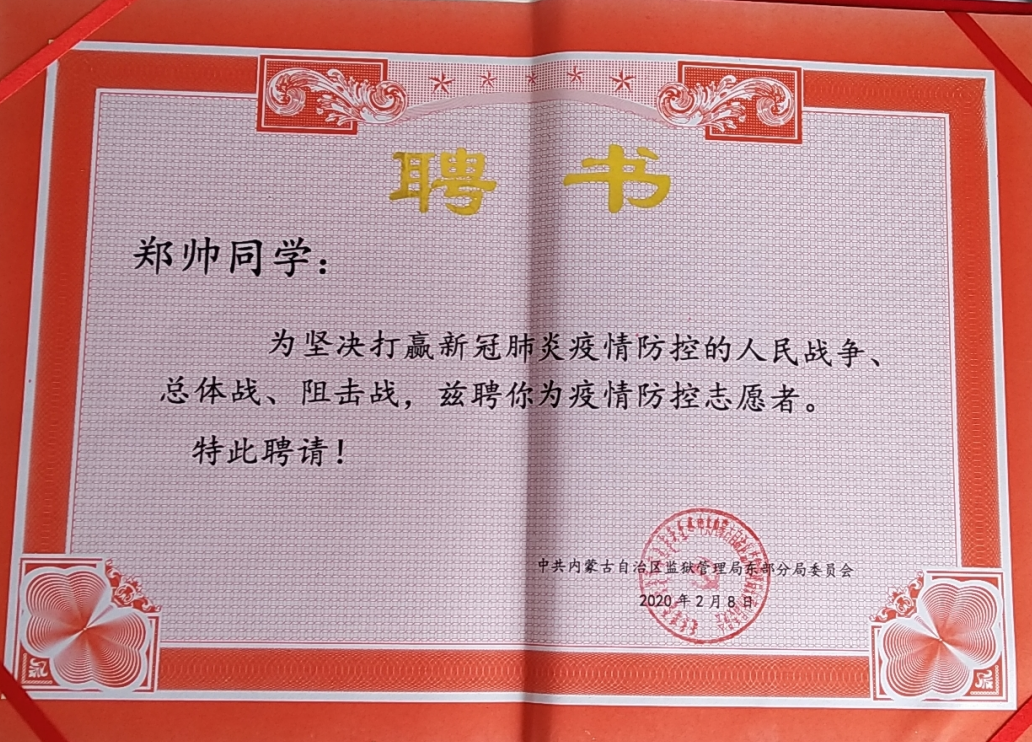 聘书
郑帅同学：
为坚决打赢新冠肺炎疫情防控的人民战争、
总体战、阻击战，兹聘你为疫情防控志愿者。
特此聘请！
中共内蒙古自治区监狱管理局东部分局委员会
2020年2月8日